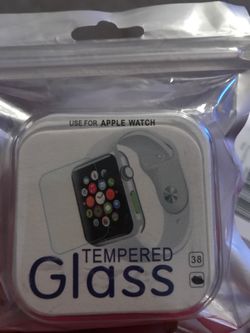 USE FOR APPLE WATCH
TEMPERED
Glass
38